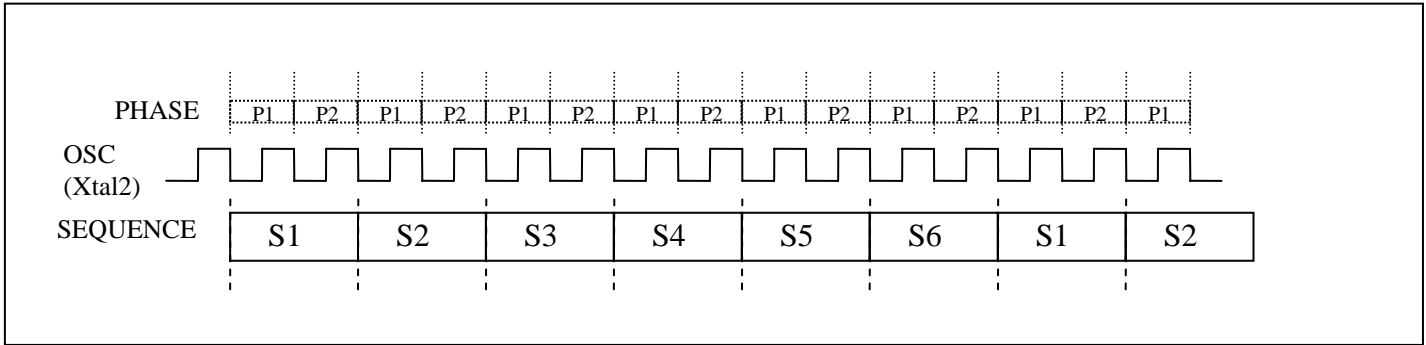 PHASE P1 P2 P1 P2 P1 P2 P1 P2 P1 P2 P1 P2 P1 P2 P1
OSC
(Xtal2)
SEQUENCE S1 S2 S3 S4 S5 S6 S1 S2